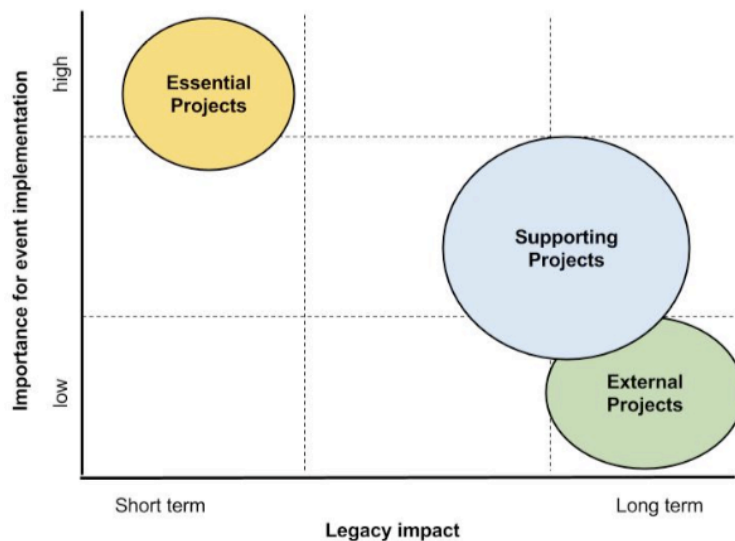 Importance for event implementation
high
low
Essential
Projects
Supporting
Projects
External
Projects
Short term
Long term
Legacy impact